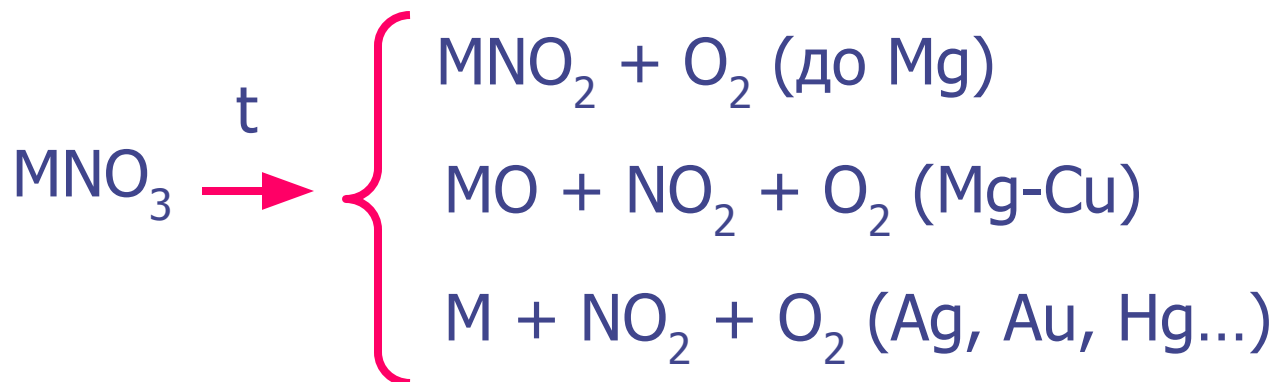 MNO₂ + O₂ (до Mg)
t
MNO₃
MO + NO₂ + O₂ (Mg-Cu)
M + NO₂ + O₂ (Ag, Au, Hg…)